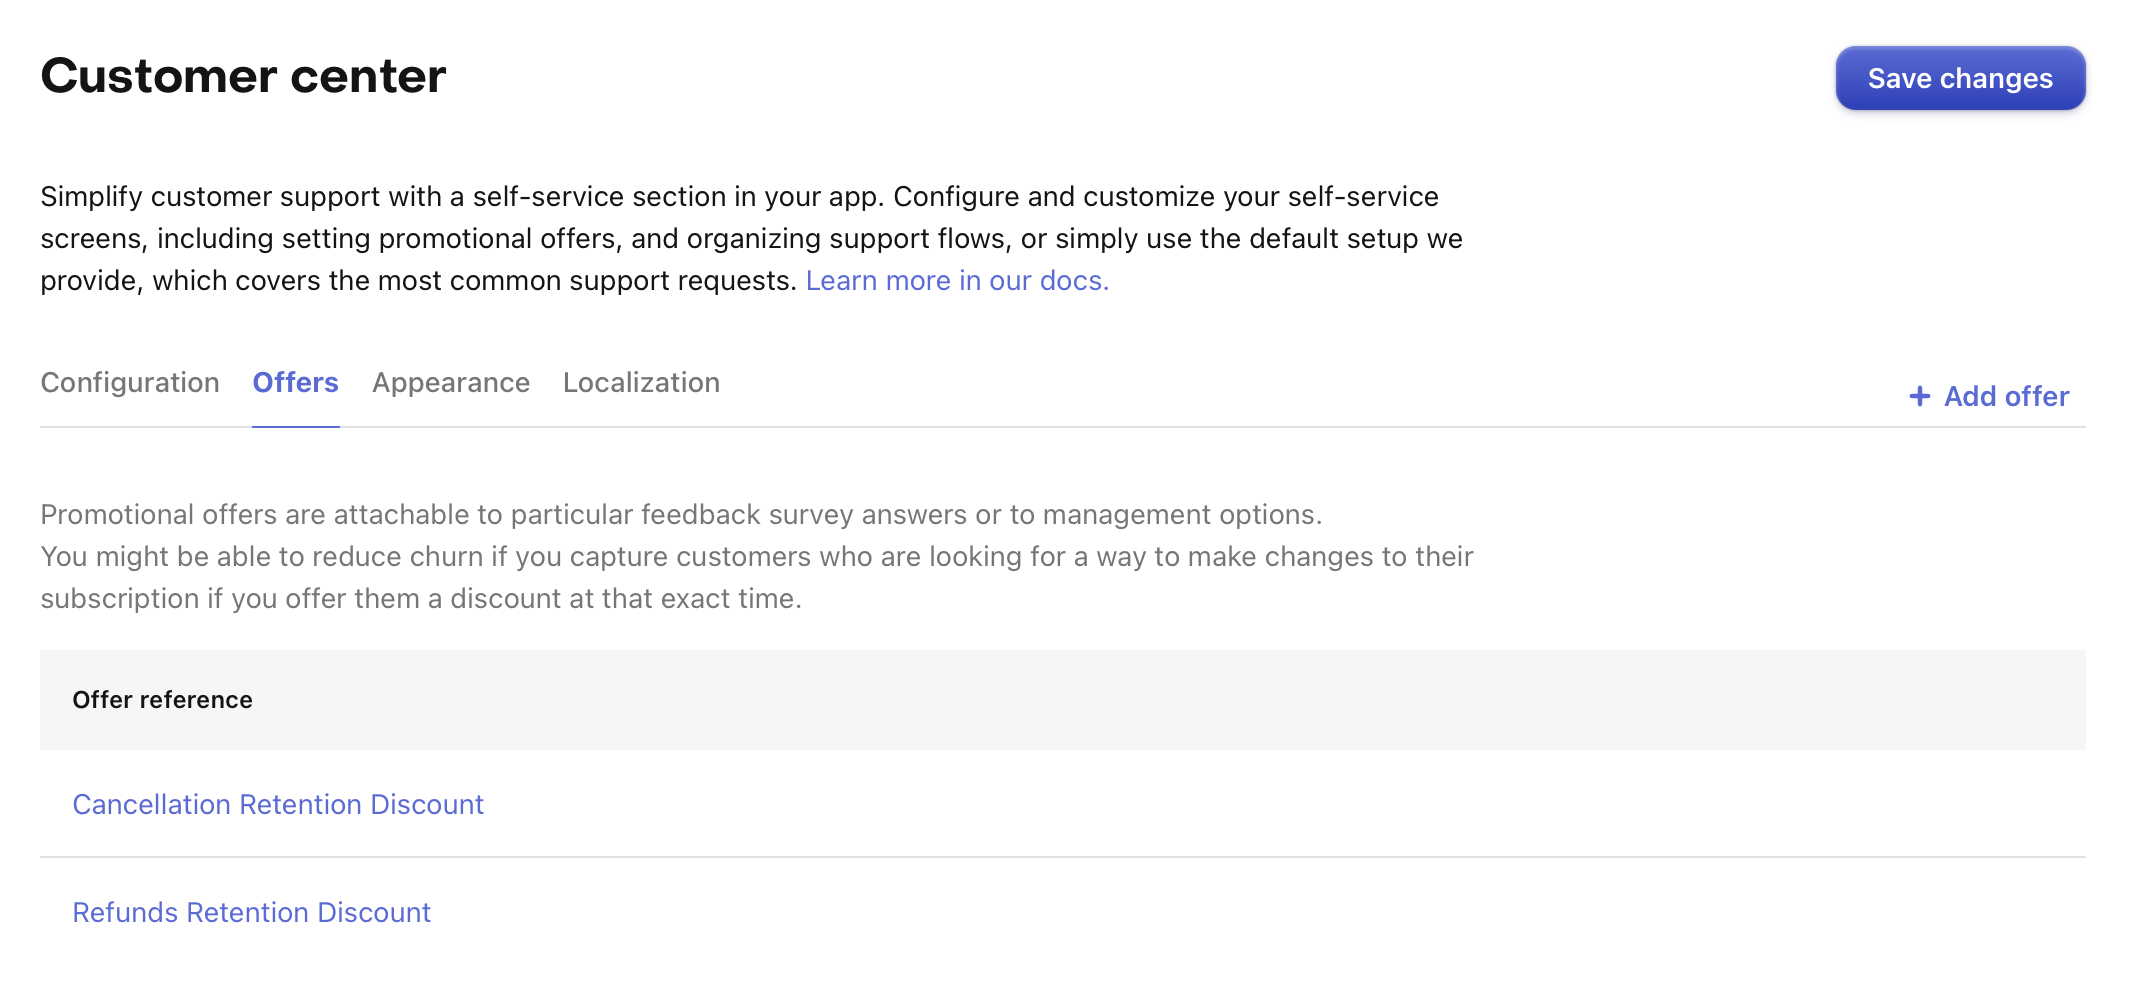 Customer center
Save changes
Simplify customer support with a self-service section in your app. Configure and customize your self-service
screens, including setting promotional offers, and organizing support flows, or simply use the default setup we
provide, which covers the most common support requests. Learn more in our docs.
Configuration Offers Appearance Localization
+ Add offer
Promotional offers are attachable to particular feedback survey answers or to management options.
You might be able to reduce churn if you capture customers who are looking for a way to make changes to their
subscription if you offer them a discount at that exact time.
Offer reference
Cancellation Retention Discount
Refunds Retention Discount